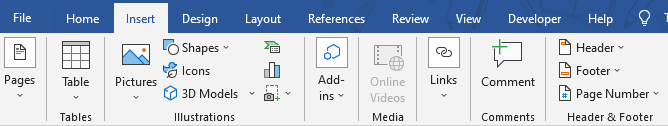 File Home Insert Design Layout References Review View Developer Help
Pages
Table
Tables
Pictures
Shapes
Icons
3D Models
Illustrations
Add-
ins
Online
Videos
Media
Links
Comment
Comments
Header
Footer
Page Number
Header & Footer